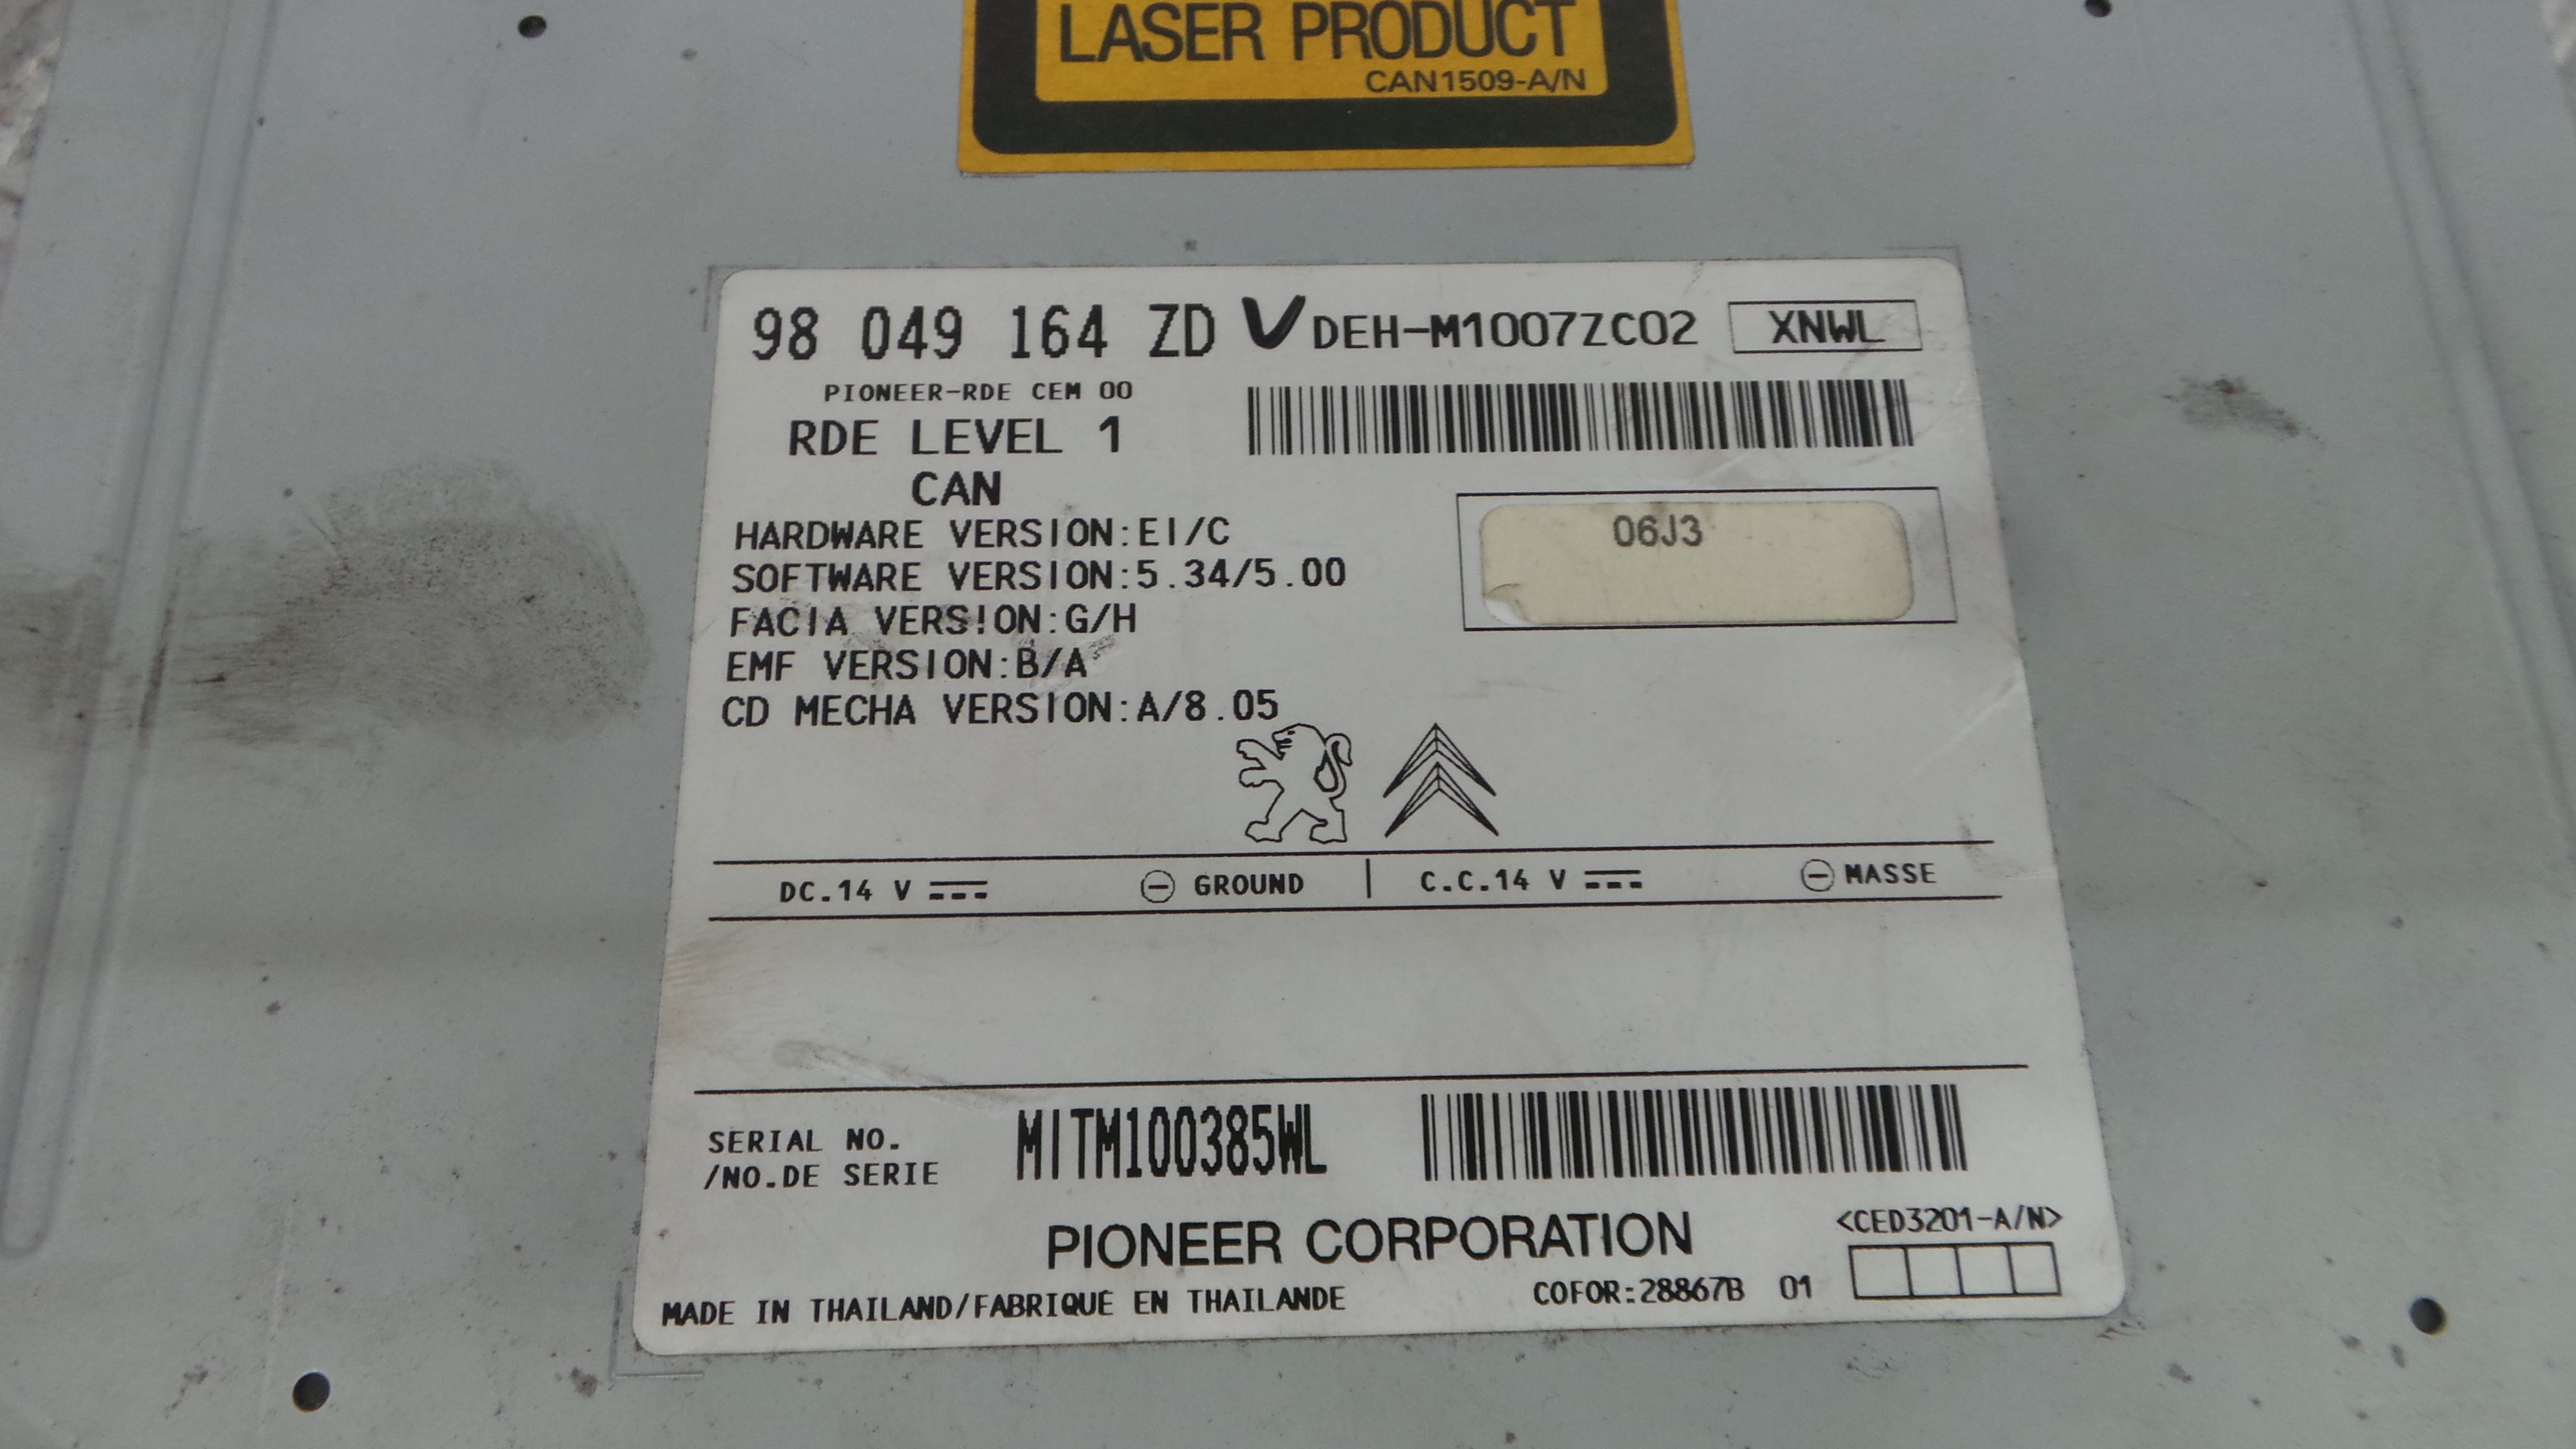 LASER PRODUCT
CAN1509-A/N
98 049 164 ZD V DEH-M1007ZC02 XNWL
PIONEER-RDE CEM 00
RDE LEVEL 1
CAN
HARDWARE VERSION:EI/C
06J3
SOFTWARE VERSION:5.34/5.00
FACIA VERSION:G/H
EMF VERSION:B/A
CD MECHA VERSION:A/8.05
DC.14 V GROUND | C.C.14 V MASSE
SERIAL NO.
/NO.DE SERIE
MITM100385WL
PIONEER CORPORATION
<CED3201-A/N>
MADE IN THAILAND/FABRIQUE EN THAILANDE
COFOR:28867B 01